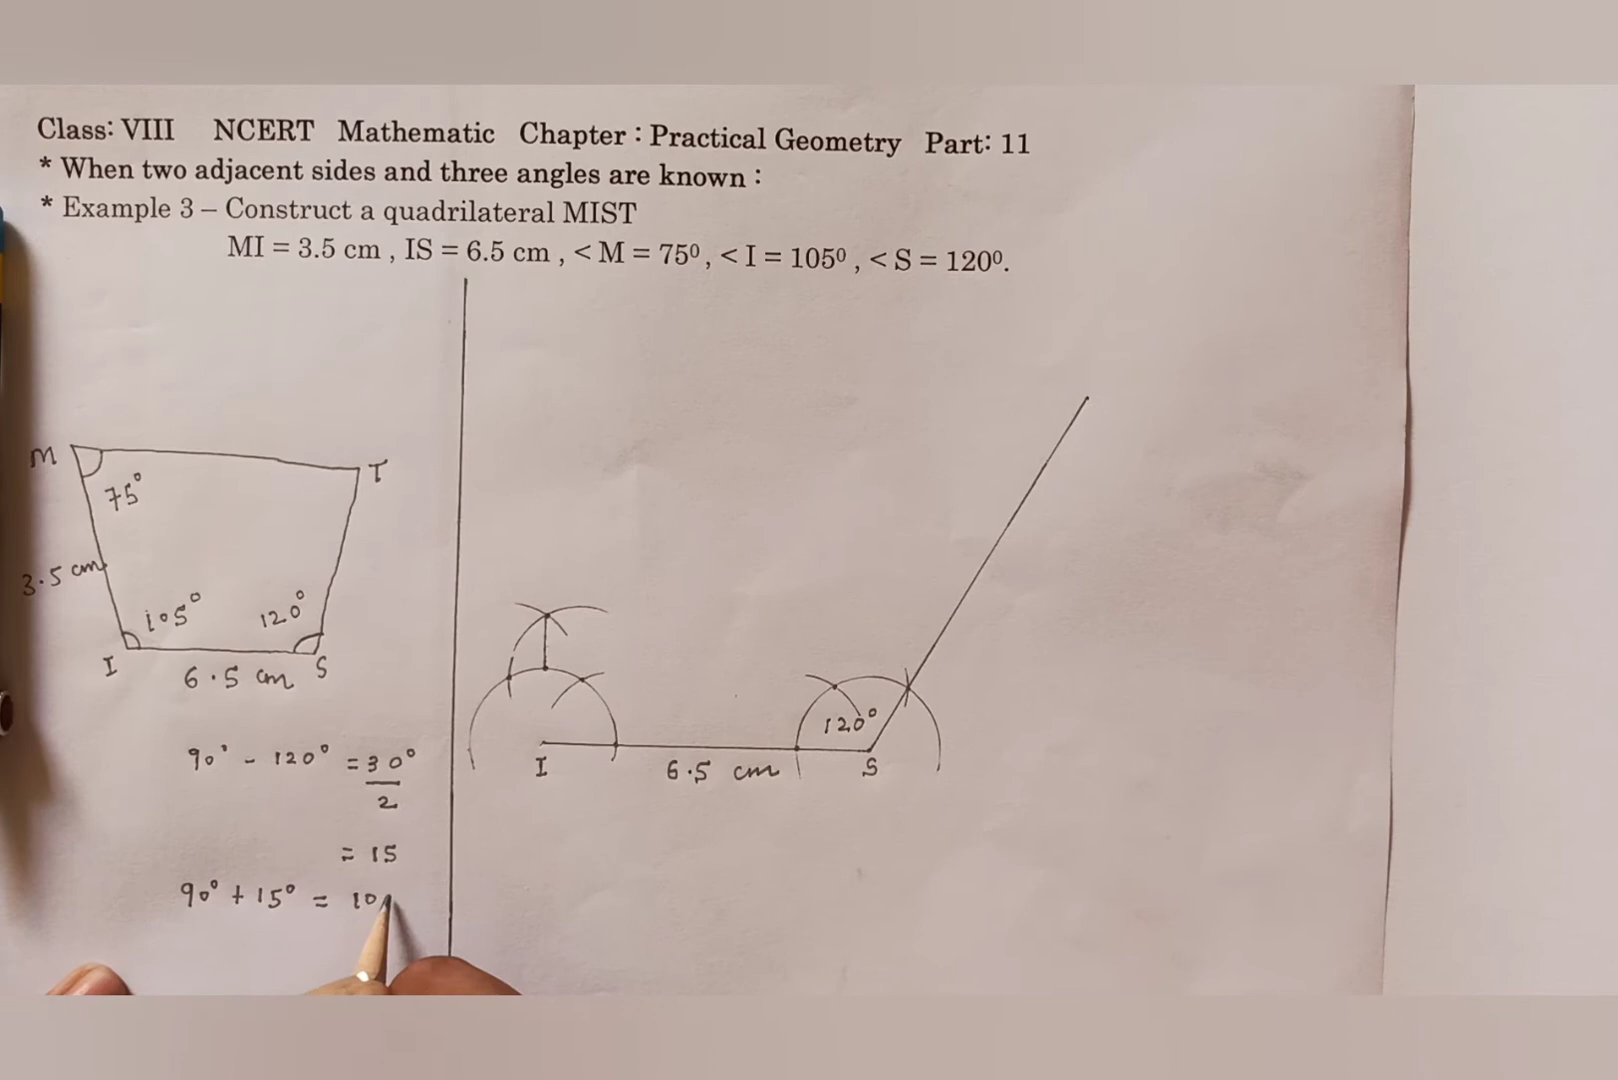 Class: VIII NCERT Mathematic Chapter : Practical Geometry Part: 11
* When two adjacent sides and three angles are known :
* Example 3 – Construct a quadrilateral MIST
MI = 3.5 cm , IS = 6.5 cm , < M = 75⁰ , < I = 105⁰ , < S = 120⁰.
M
T
75°
3.5 cm
105°
120°
I
6.5 cm
S
90° - 120° = 30°
2
= 15
90° + 15° = 10
120°
I
6.5 cm
S